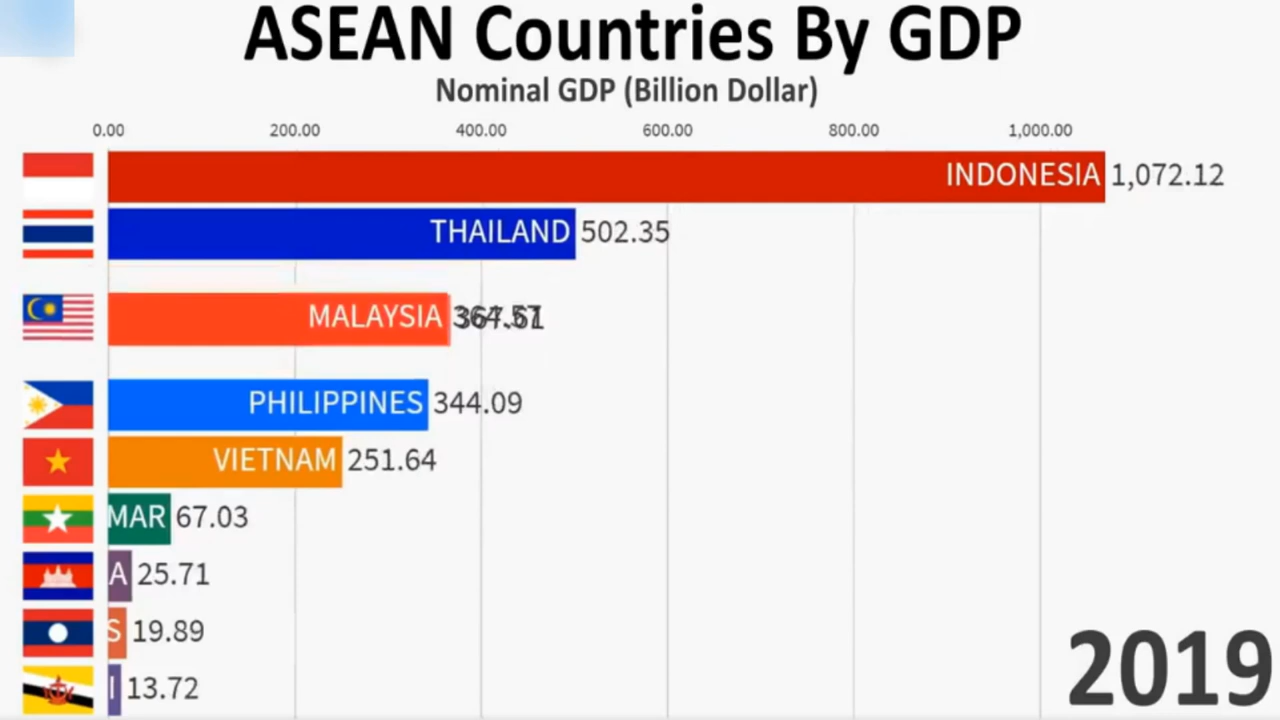 ASEAN Countries By GDP
Nominal GDP (Billion Dollar)
0.00 200.00 400.00 600.00 800.00 1,000.00
INDONESIA 1,072.12
THAILAND 502.35
MALAYSIA
PHILIPPINES 344.09
VIETNAM 251.64
MAR 67.03
A 25.71
S 19.89
I 13.72
2019